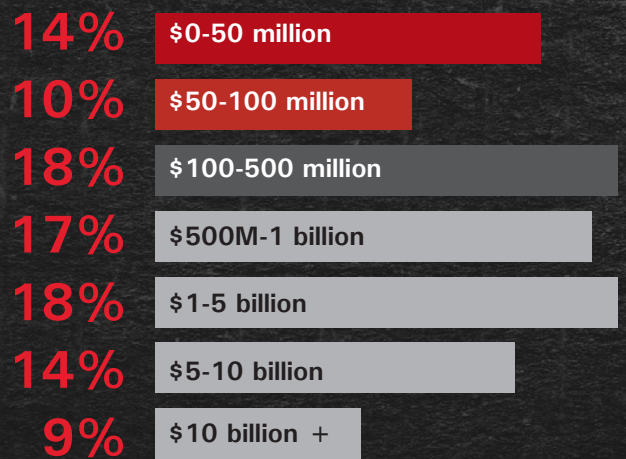 14% $0-50 million
10% $50-100 million
18% $100-500 million
17% $500M-1 billion
18% $1-5 billion
14% $5-10 billion
9% $10 billion +